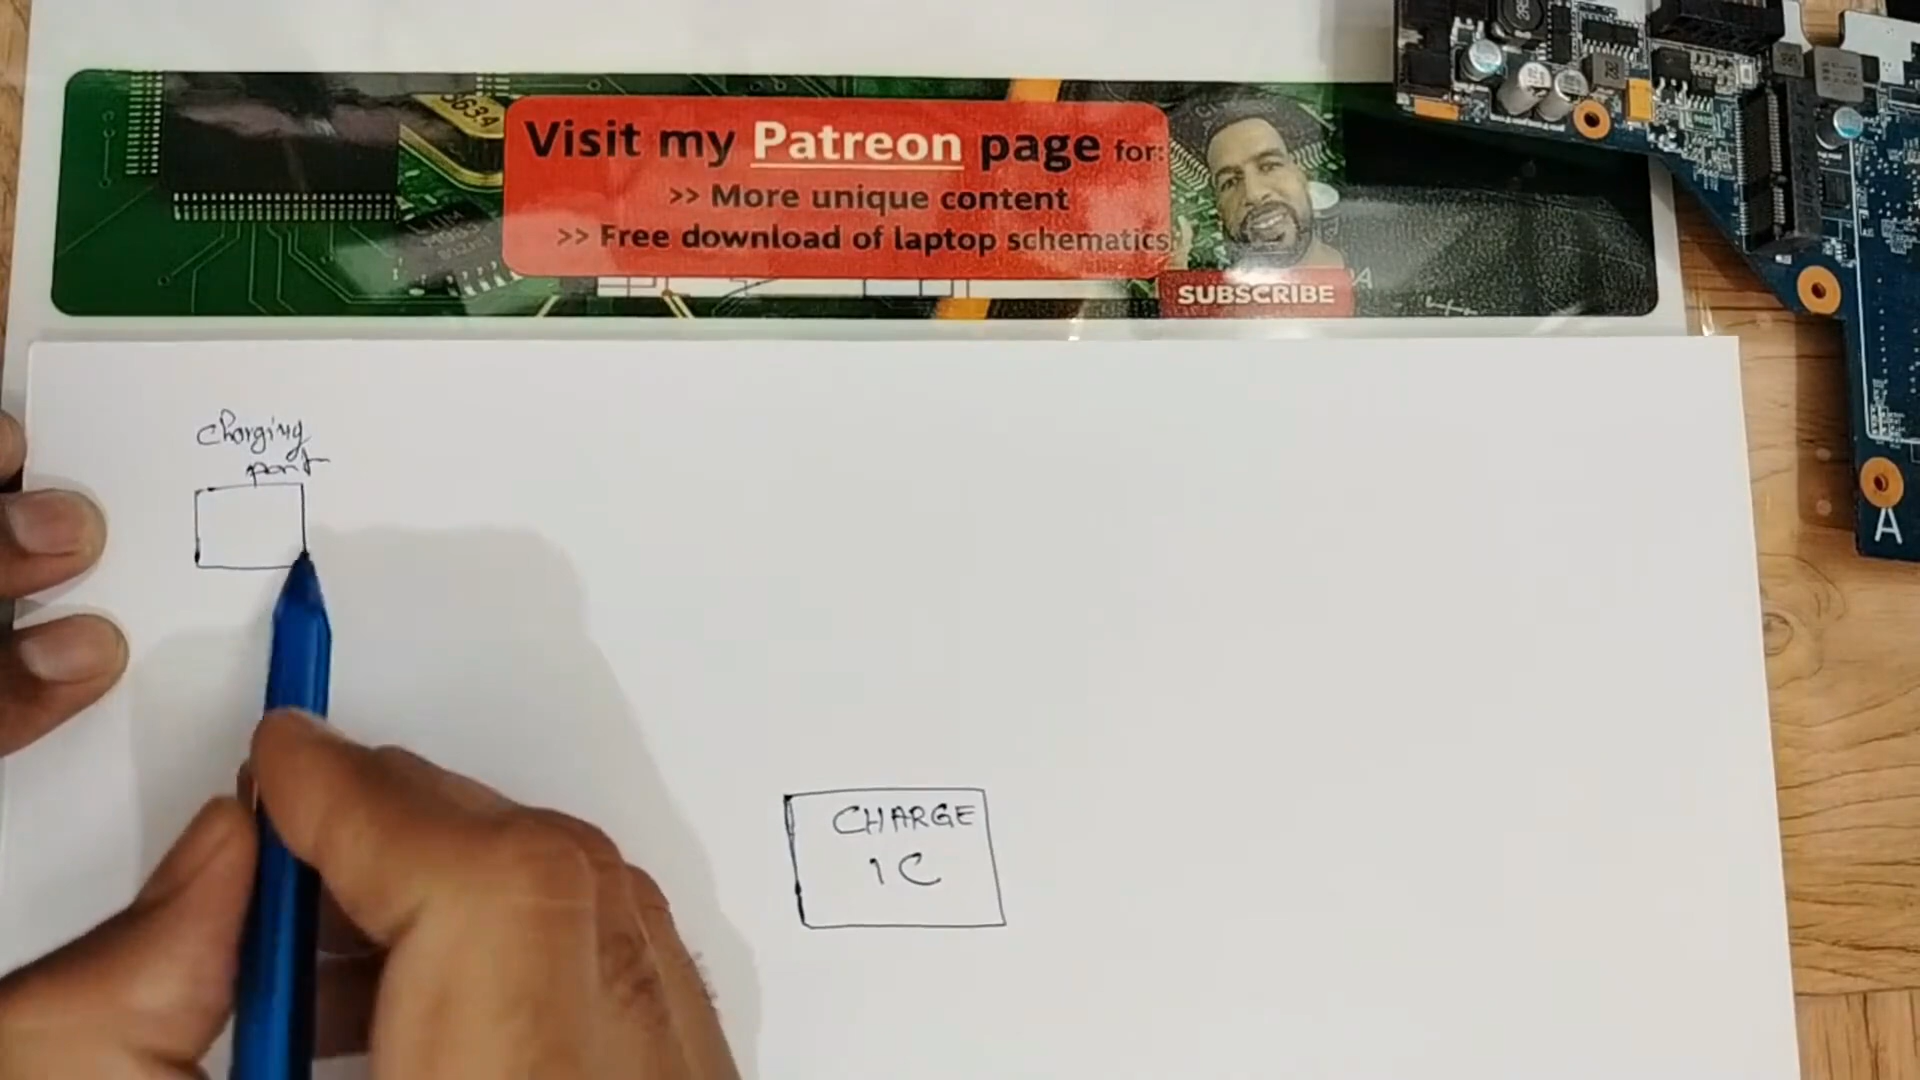 Visit my Patreon page for:
>> More unique content
>> Free download of laptop schematics
SUBSCRIBE
Charging
port
CHARGE
IC
A